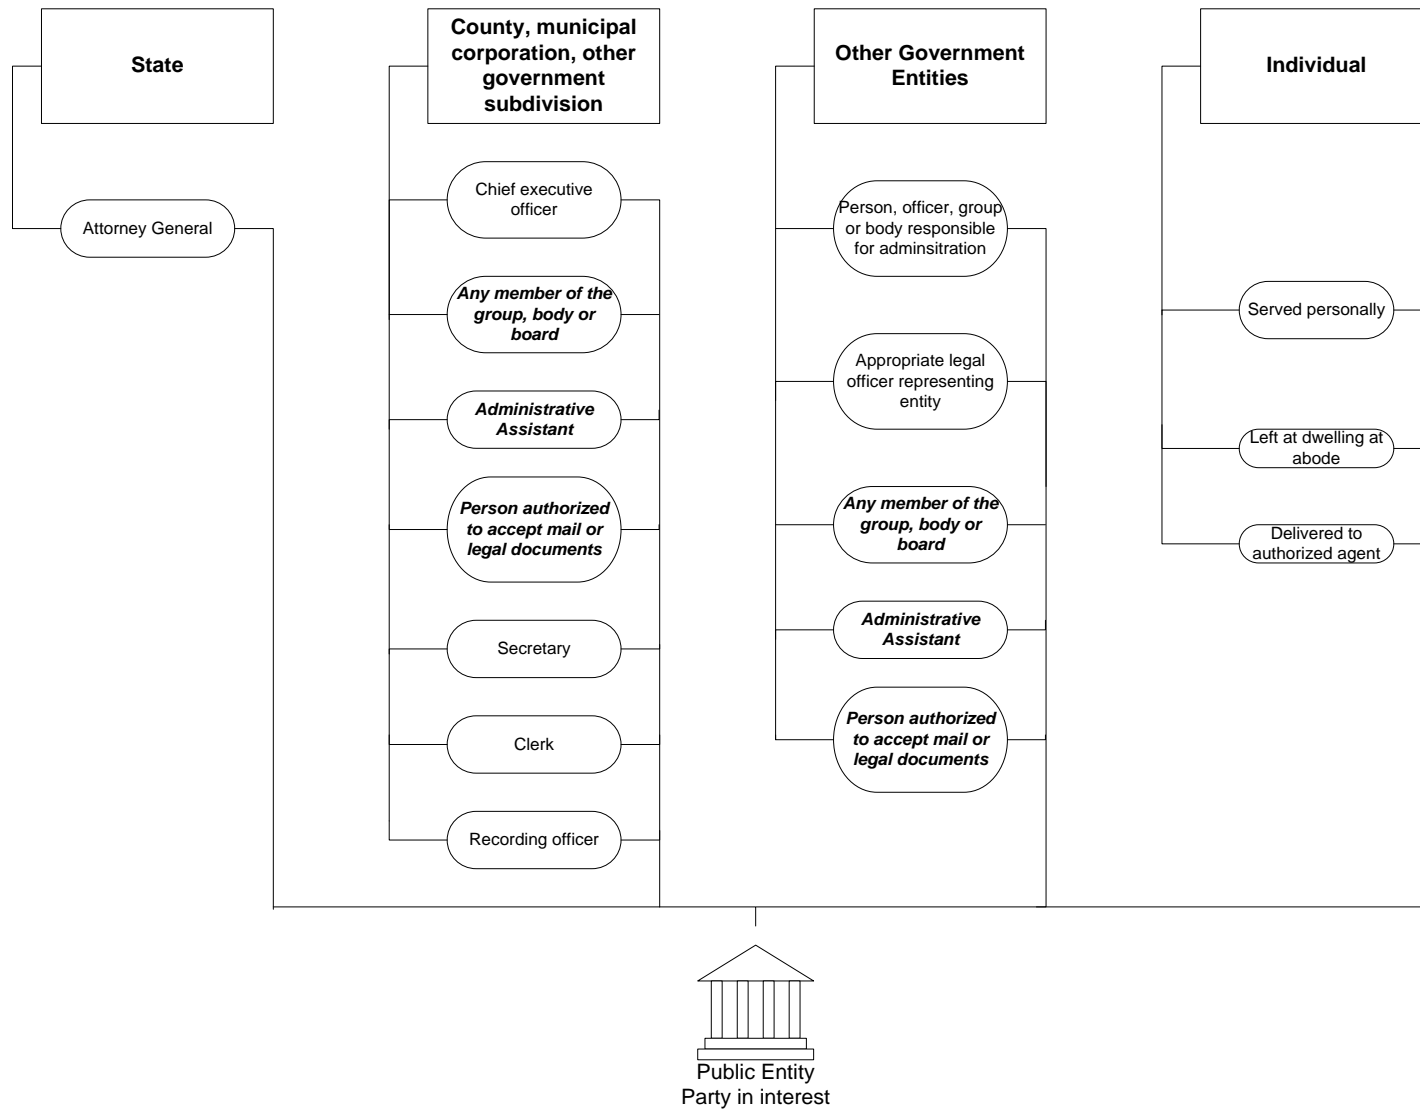 State
County, municipal
corporation, other
government
subdivision
Other Government
Entities
Individual
Attorney General
Chief executive
officer
Any member of the
group, body or
board
Administrative
Assistant
Person authorized
to accept mail or
legal documents
Secretary
Clerk
Recording officer
Person, officer, group
or body responsible
for adminsitration
Appropriate legal
officer representing
entity
Any member of the
group, body or
board
Administrative
Assistant
Person authorized
to accept mail or
legal documents
Served personally
Left at dwelling at
abode
Delivered to
authorized agent
Public Entity
Party in interest